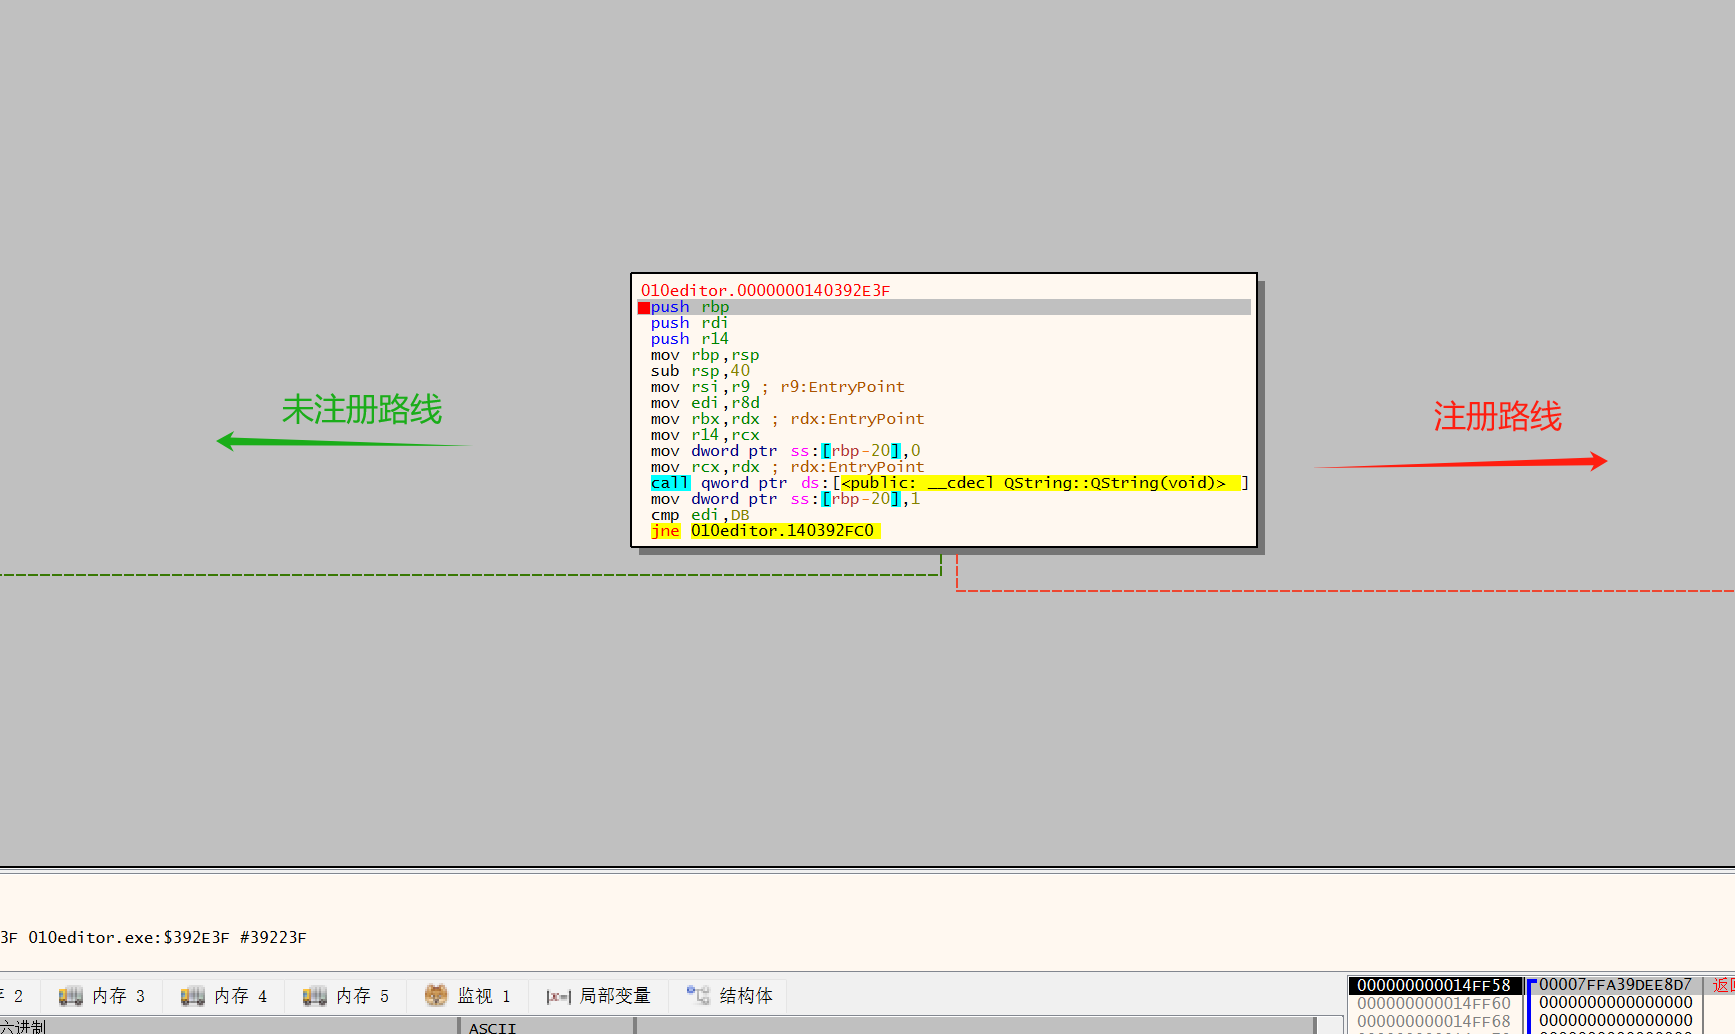 010editor.0000000140392E3F
push rbp
push rdi
push r14
mov rbp,rsp
sub rsp,40
mov rsi,r9 ; r9:EntryPoint
mov edi,r8d
mov rbx,rdx ; rdx:EntryPoint
mov r14,rcx
mov dword ptr ss:[rbp-20],0
mov rcx,rdx ; rdx:EntryPoint
call qword ptr ds:[<public: __cdecl QString::QString(void)>]
mov dword ptr ss:[rbp-20],1
cmp edi,DB
jne 010editor.140392FC0
未注册路线
注册路线
3F 010editor.exe:$392E3F #39223F
2
内存 3
内存 4
内存 5
监视 1
|x=| 局部变量
结构体
六进制
ASCII
000000000014FF58 00007FFA39DEE8D7
000000000014FF60 0000000000000000
000000000014FF68 0000000000000000